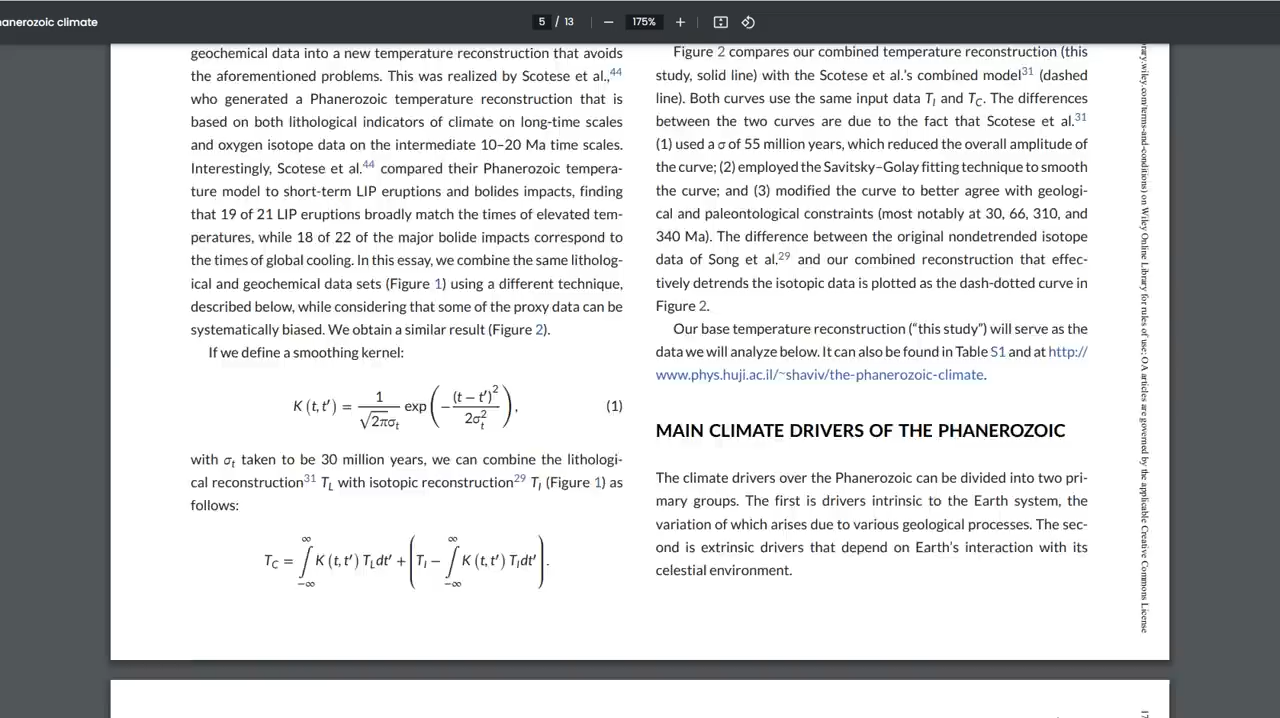 anerozoic climate
5 / 13
175%
geochemical data into a new temperature reconstruction that avoids
the aforementioned problems. This was realized by Scotese et al.,44
who generated a Phanerozoic temperature reconstruction that is
based on both lithological indicators of climate on long-time scales
and oxygen isotope data on the intermediate 10–20 Ma time scales.
Interestingly, Scotese et al.44 compared their Phanerozoic tempera-
ture model to short-term LIP eruptions and bolides impacts, finding
that 19 of 21 LIP eruptions broadly match the times of elevated tem-
peratures, while 18 of 22 of the major bolide impacts correspond to
the times of global cooling. In this essay, we combine the same litholog-
ical and geochemical data sets (Figure 1) using a different technique,
described below, while considering that some of the proxy data can be
systematically biased. We obtain a similar result (Figure 2).
If we define a smoothing kernel:
K (t, t′) = 1/(√2πσt) exp(−(t − t′)²/2σt²), (1)
with σt taken to be 30 million years, we can combine the lithologi-
cal reconstruction31 TL with isotopic reconstruction29 TI (Figure 1) as
follows:
TC = ∫−∞∞ K (t, t′) TLdt′ + (TI − ∫−∞∞ K (t, t′) TIdt′).
Figure 2 compares our combined temperature reconstruction (this
study, solid line) with the Scotese et al.'s combined model31 (dashed
line). Both curves use the same input data TI and TC. The differences
between the two curves are due to the fact that Scotese et al.31
(1) used a σ of 55 million years, which reduced the overall amplitude of
the curve; (2) employed the Savitsky–Golay fitting technique to smooth
the curve; and (3) modified the curve to better agree with geologi-
cal and paleontological constraints (most notably at 30, 66, 310, and
340 Ma). The difference between the original nondetrended isotope
data of Song et al.29 and our combined reconstruction that effec-
tively detrends the isotopic data is plotted as the dash-dotted curve in
Figure 2.
Our base temperature reconstruction (“this study”) will serve as the
data we will analyze below. It can also be found in Table S1 and at http://
www.phys.huji.ac.il/~shaviv/the-phanerozoic-climate.
MAIN CLIMATE DRIVERS OF THE PHANEROZOIC
The climate drivers over the Phanerozoic can be divided into two pri-
mary groups. The first is drivers intrinsic to the Earth system, the
variation of which arises due to various geological processes. The sec-
ond is extrinsic drivers that depend on Earth’s interaction with its
celestial environment.
rary.wiley.com/terms-and-conditions) on Wiley Online Library for rules of use; OA articles are governed by the applicable Creative Commons License
17